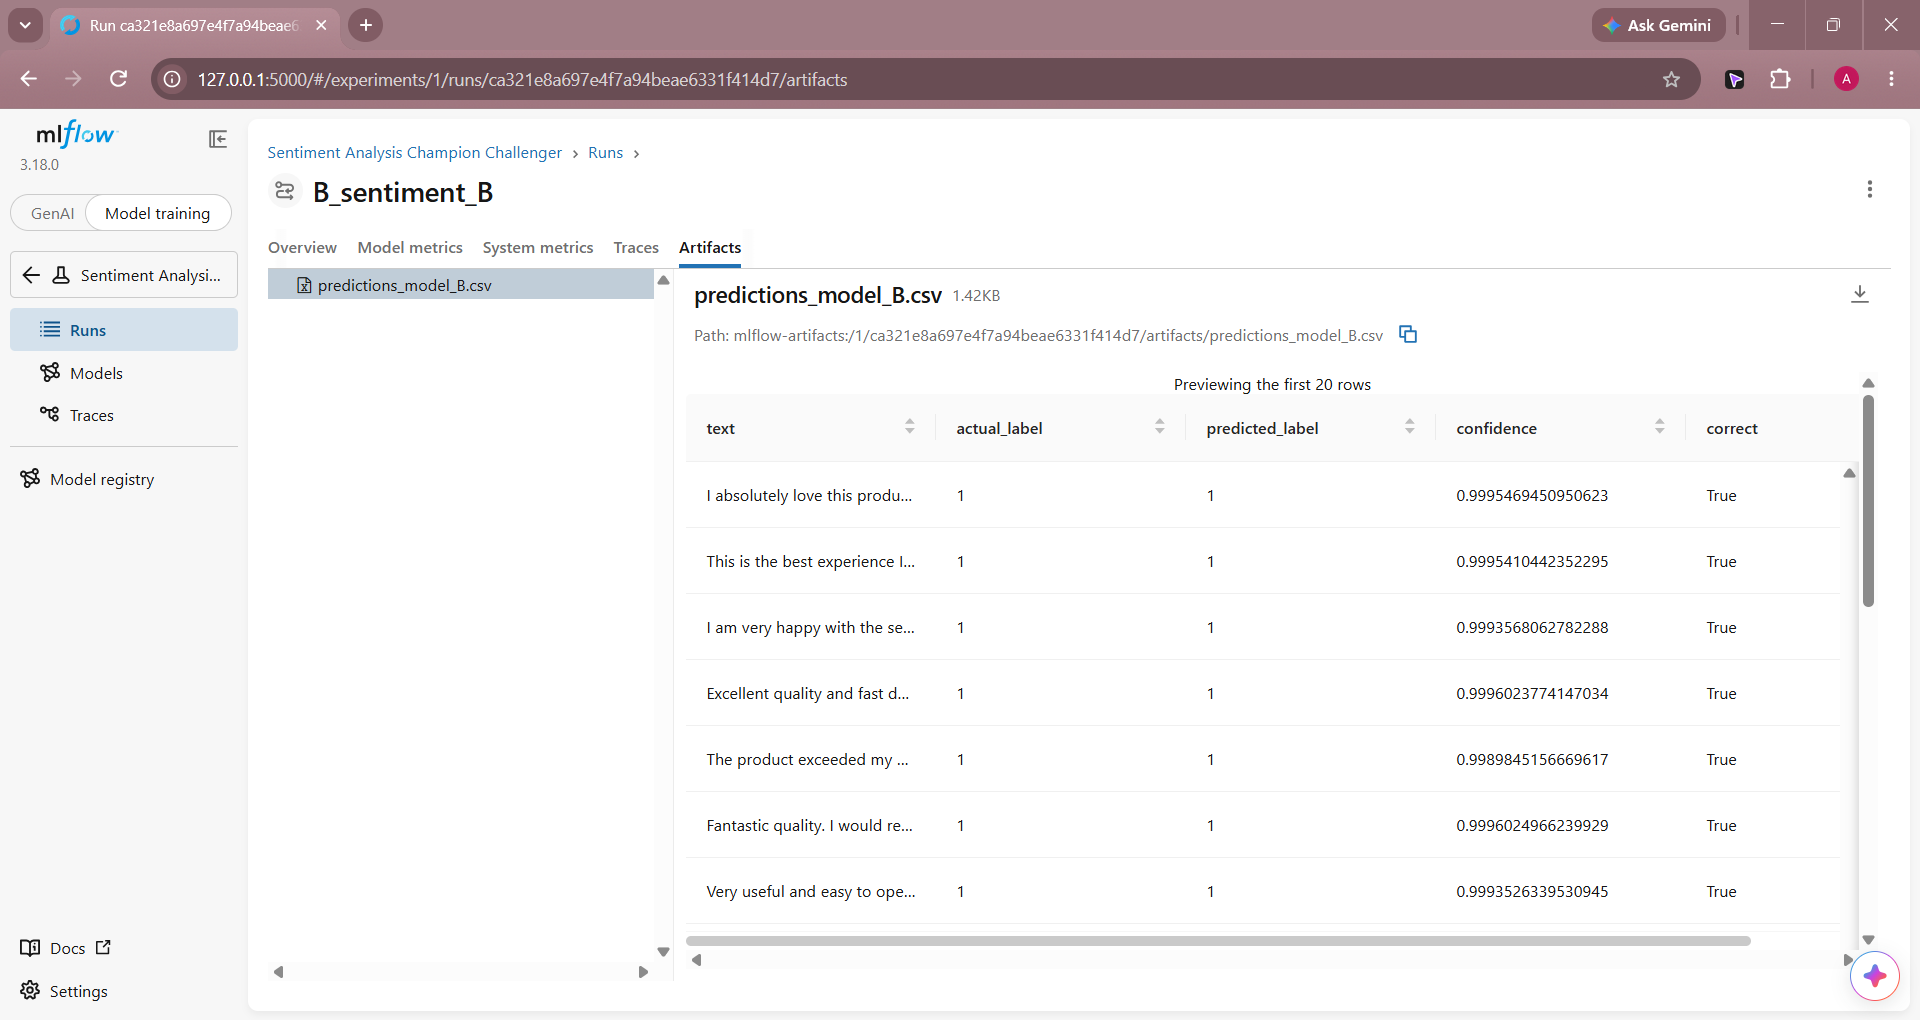 Run ca321e8a697e4f7a94beae6
Ask Gemini
127.0.0.1:5000/#/experiments/1/runs/ca321e8a697e4f7a94beae6331f414d7/artifacts
A
mlflow
3.18.0
GenAI
Model training
Sentiment Analysi...
Runs
Models
Traces
Model registry
Docs
Settings
Sentiment Analysis Champion Challenger > Runs >
B_sentiment_B
Overview Model metrics System metrics Traces Artifacts
predictions_model_B.csv
predictions_model_B.csv 1.42KB
Path: mlflow-artifacts:/1/ca321e8a697e4f7a94beae6331f414d7/artifacts/predictions_model_B.csv
Previewing the first 20 rows
text actual_label predicted_label confidence correct
I absolutely love this produ... 1 1 0.9995469450950623 True
This is the best experience I... 1 1 0.9995410442352295 True
I am very happy with the se... 1 1 0.9993568062782288 True
Excellent quality and fast d... 1 1 0.9996023774147034 True
The product exceeded my ... 1 1 0.9989845156669617 True
Fantastic quality. I would re... 1 1 0.9996024966239929 True
Very useful and easy to ope... 1 1 0.9993526339530945 True